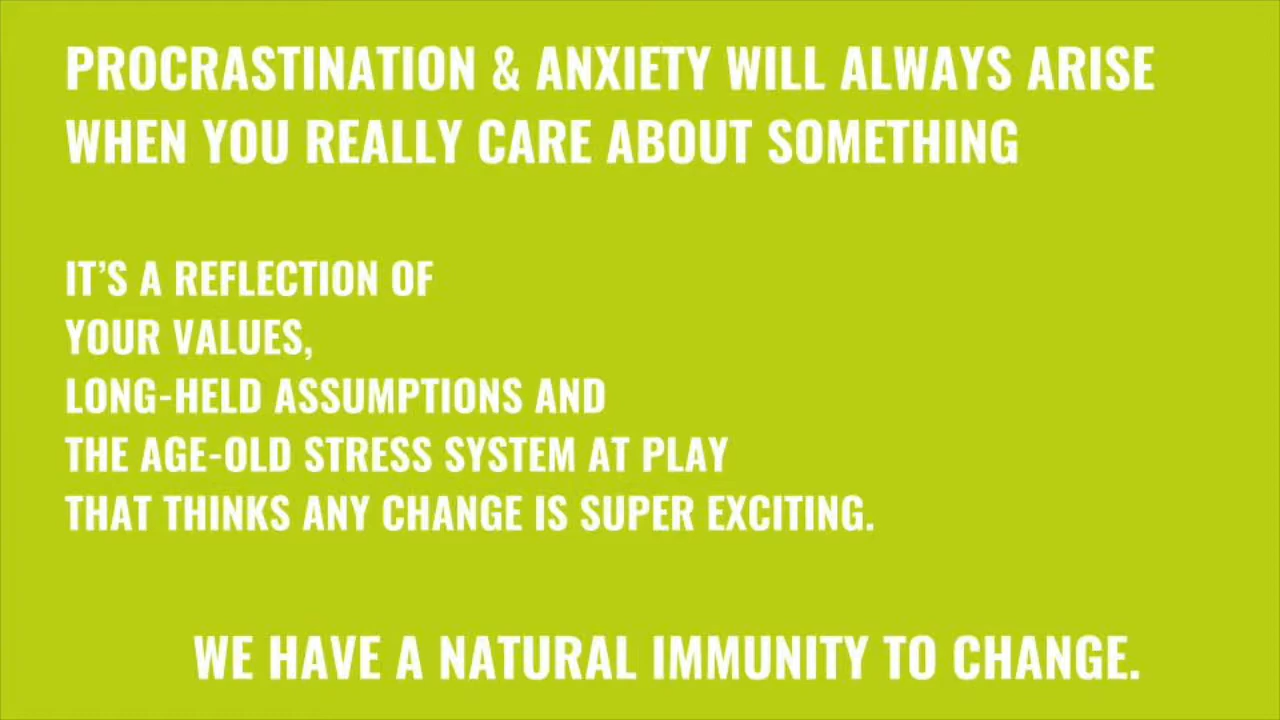 PROCRASTINATION & ANXIETY WILL ALWAYS ARISE
WHEN YOU REALLY CARE ABOUT SOMETHING
IT'S A REFLECTION OF
YOUR VALUES,
LONG-HELD ASSUMPTIONS AND
THE AGE-OLD STRESS SYSTEM AT PLAY
THAT THINKS ANY CHANGE IS SUPER EXCITING.
WE HAVE A NATURAL IMMUNITY TO CHANGE.